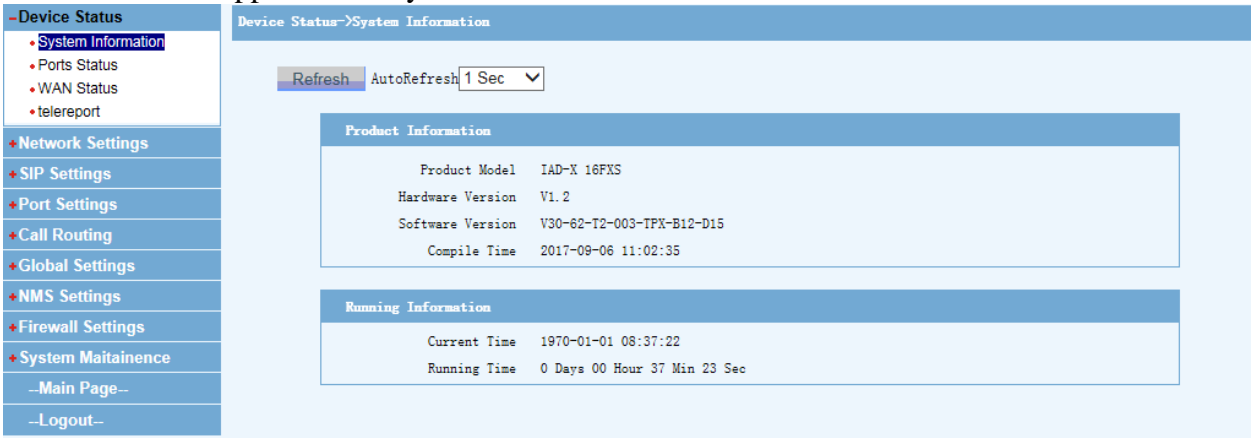 Device Status
System Information
Ports Status
WAN Status
telereport
Network Settings
SIP Settings
Port Settings
Call Routing
Global Settings
NMS Settings
Firewall Settings
System Maitainence
--Main Page--
--Logout--
Device Status->System Information
Refresh AutoRefresh 1 Sec
Product Information
Product Model IAD-X 16FXS
Hardware Version V1.2
Software Version V30-62-T2-003-TPX-B12-D15
Compile Time 2017-09-06 11:02:35
Running Information
Current Time 1970-01-01 08:37:22
Running Time 0 Days 00 Hour 37 Min 23 Sec